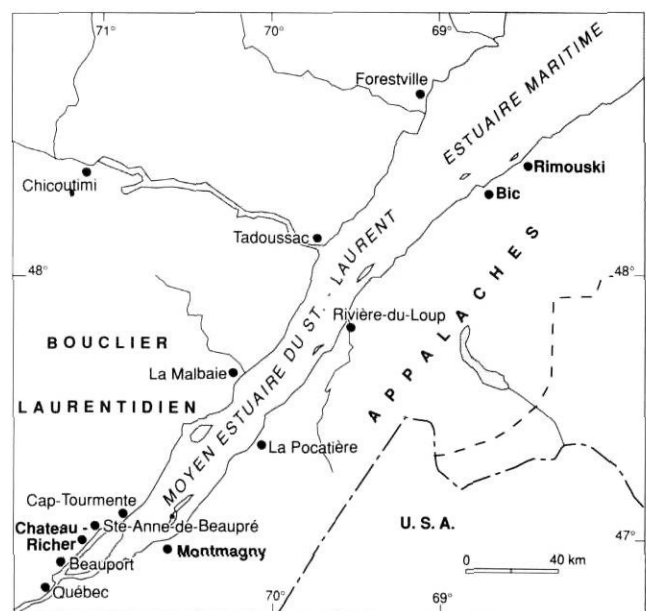 71°
70°
69°
Forestville
ESTUAIRE MARITIME
Rimouski
Bic
Chicoutimi
Tadoussac
48°
48°
MOYEN ESTUAIRE DU ST. - LAURENT
Rivière-du-Loup
APPALACHES
BOUCLIER
LAURENTIDIEN
La Malbaie
La Pocatière
Cap-Tourmente
Chateau -
Richer
Ste-Anne-de-Beaupré
Beauport
Québec
Montmagny
U.S.A.
47°
0 40 km
70°
69°